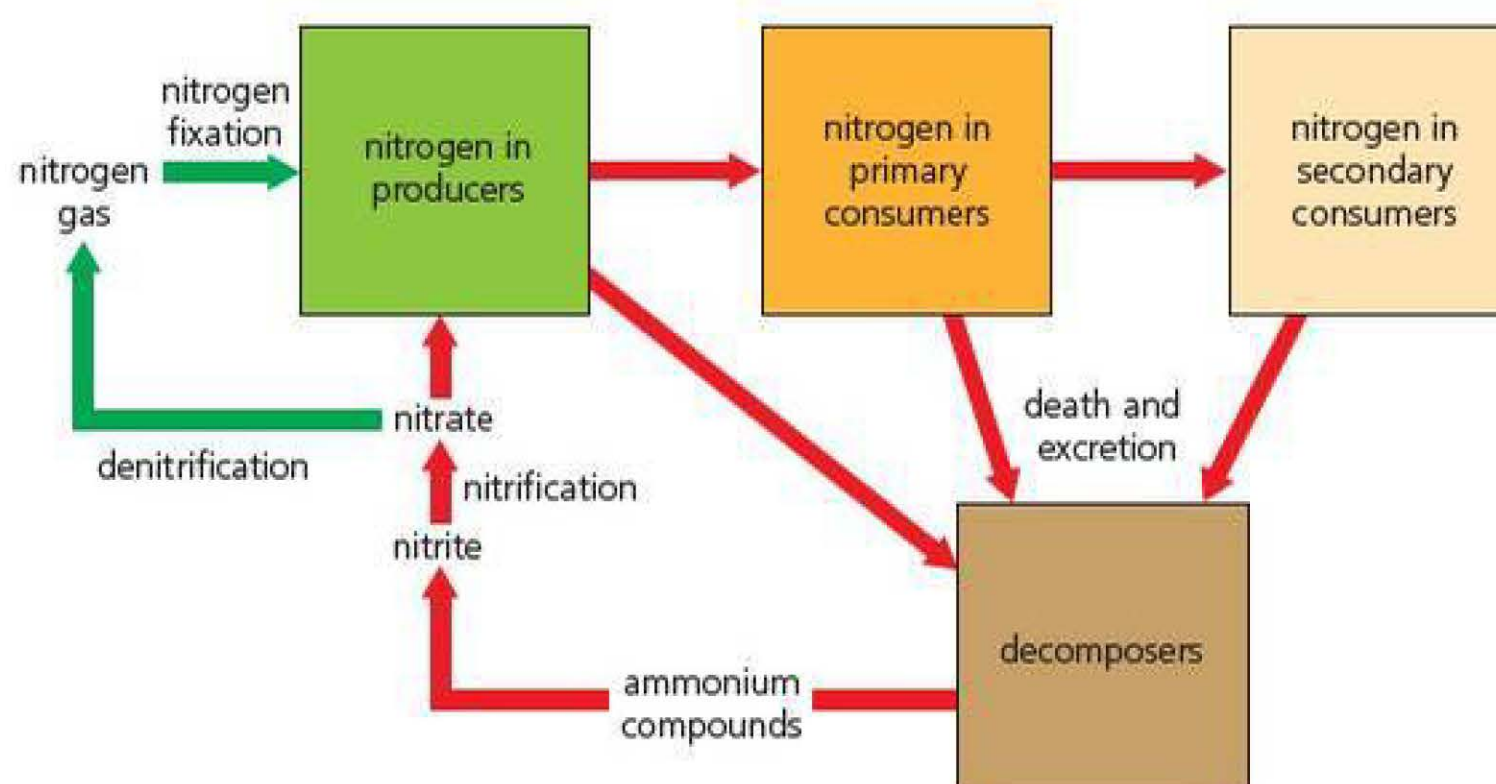 nitrogen
fixation
nitrogen
gas
nitrogen in
producers
nitrogen in
primary
consumers
nitrogen in
secondary
consumers
death and
excretion
nitrate
denitrification
nitrification
nitrite
decomposers
ammonium
compounds